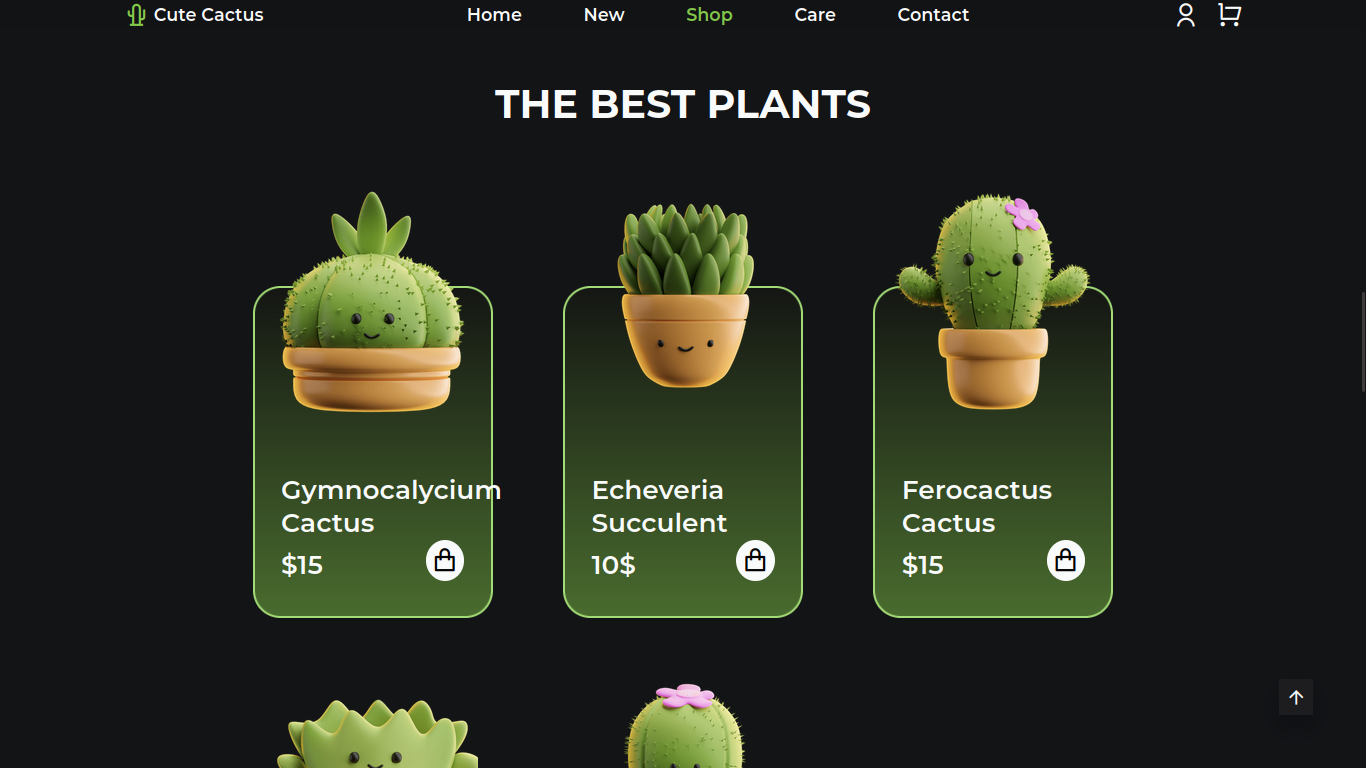 Cute Cactus Home New Shop Care Contact
THE BEST PLANTS
Gymnocalycium
Cactus
$15
Echeveria
Succulent
10$
Ferocactus
Cactus
$15